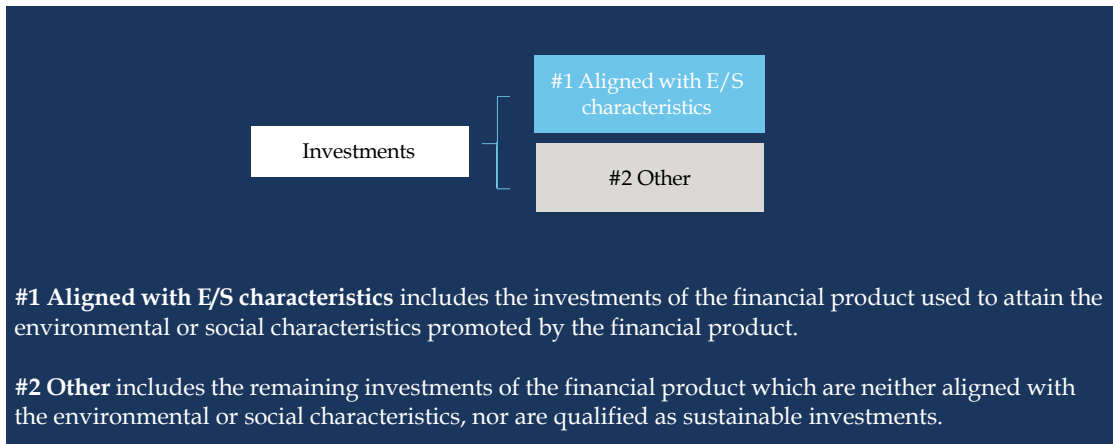 #1 Aligned with E/S
characteristics
Investments
#2 Other
#1 Aligned with E/S characteristics includes the investments of the financial product used to attain the
environmental or social characteristics promoted by the financial product.
#2 Other includes the remaining investments of the financial product which are neither aligned with
the environmental or social characteristics, nor are qualified as sustainable investments.